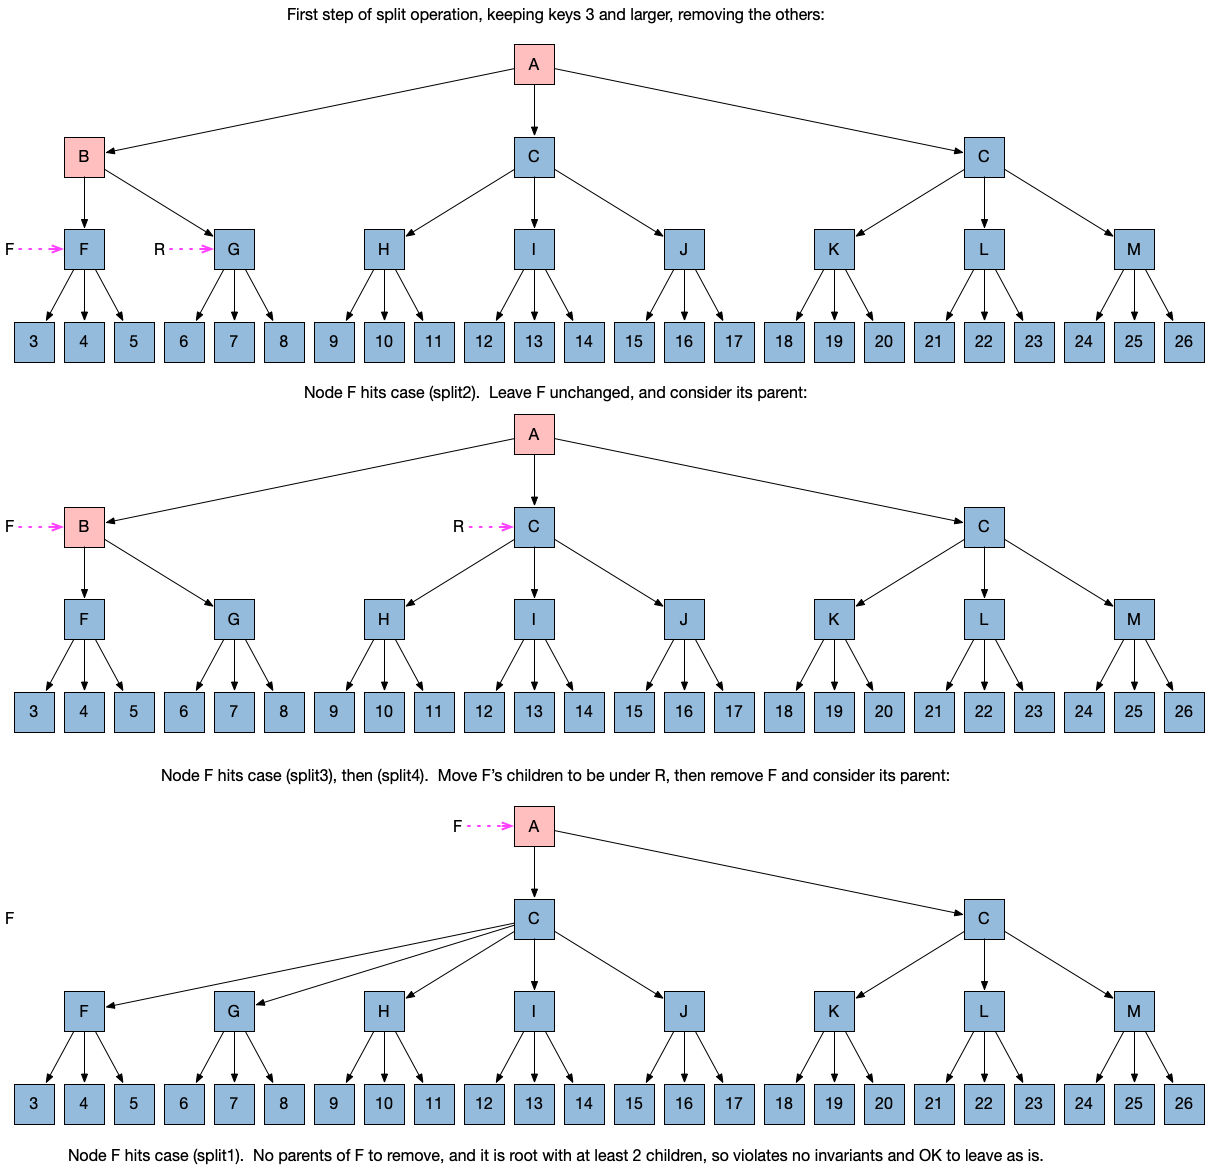 First step of split operation, keeping keys 3 and larger, removing the others:
A
B C C
F F R G H I J K L M
3 4 5 6 7 8 9 10 11 12 13 14 15 16 17 18 19 20 21 22 23 24 25 26
Node F hits case (split2).  Leave F unchanged, and consider its parent:
A
F B R C C
F G H I J K L M
3 4 5 6 7 8 9 10 11 12 13 14 15 16 17 18 19 20 21 22 23 24 25 26
Node F hits case (split3), then (split4).  Move F's children to be under R, then remove F and consider its parent:
F A
F C C
F G H I J K L M
3 4 5 6 7 8 9 10 11 12 13 14 15 16 17 18 19 20 21 22 23 24 25 26
Node F hits case (split1).  No parents of F to remove, and it is root with at least 2 children, so violates no invariants and OK to leave as is.